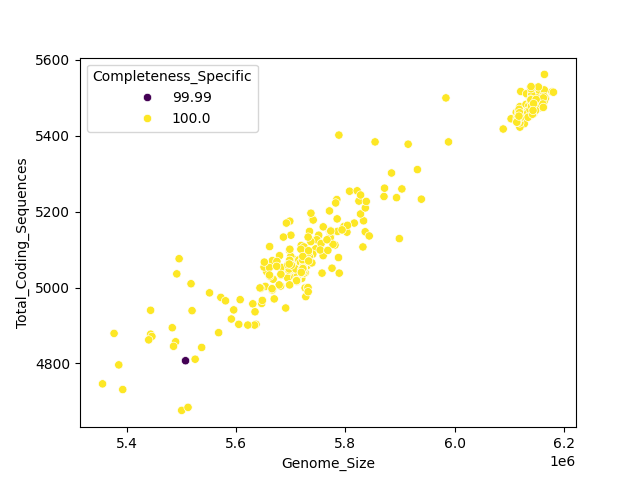 5600
5400
5200
5000
4800
Total_Coding_Sequences
Completeness_Specific
99.99
100.0
5.4 5.6 5.8 6.0 6.2
1e6
Genome_Size